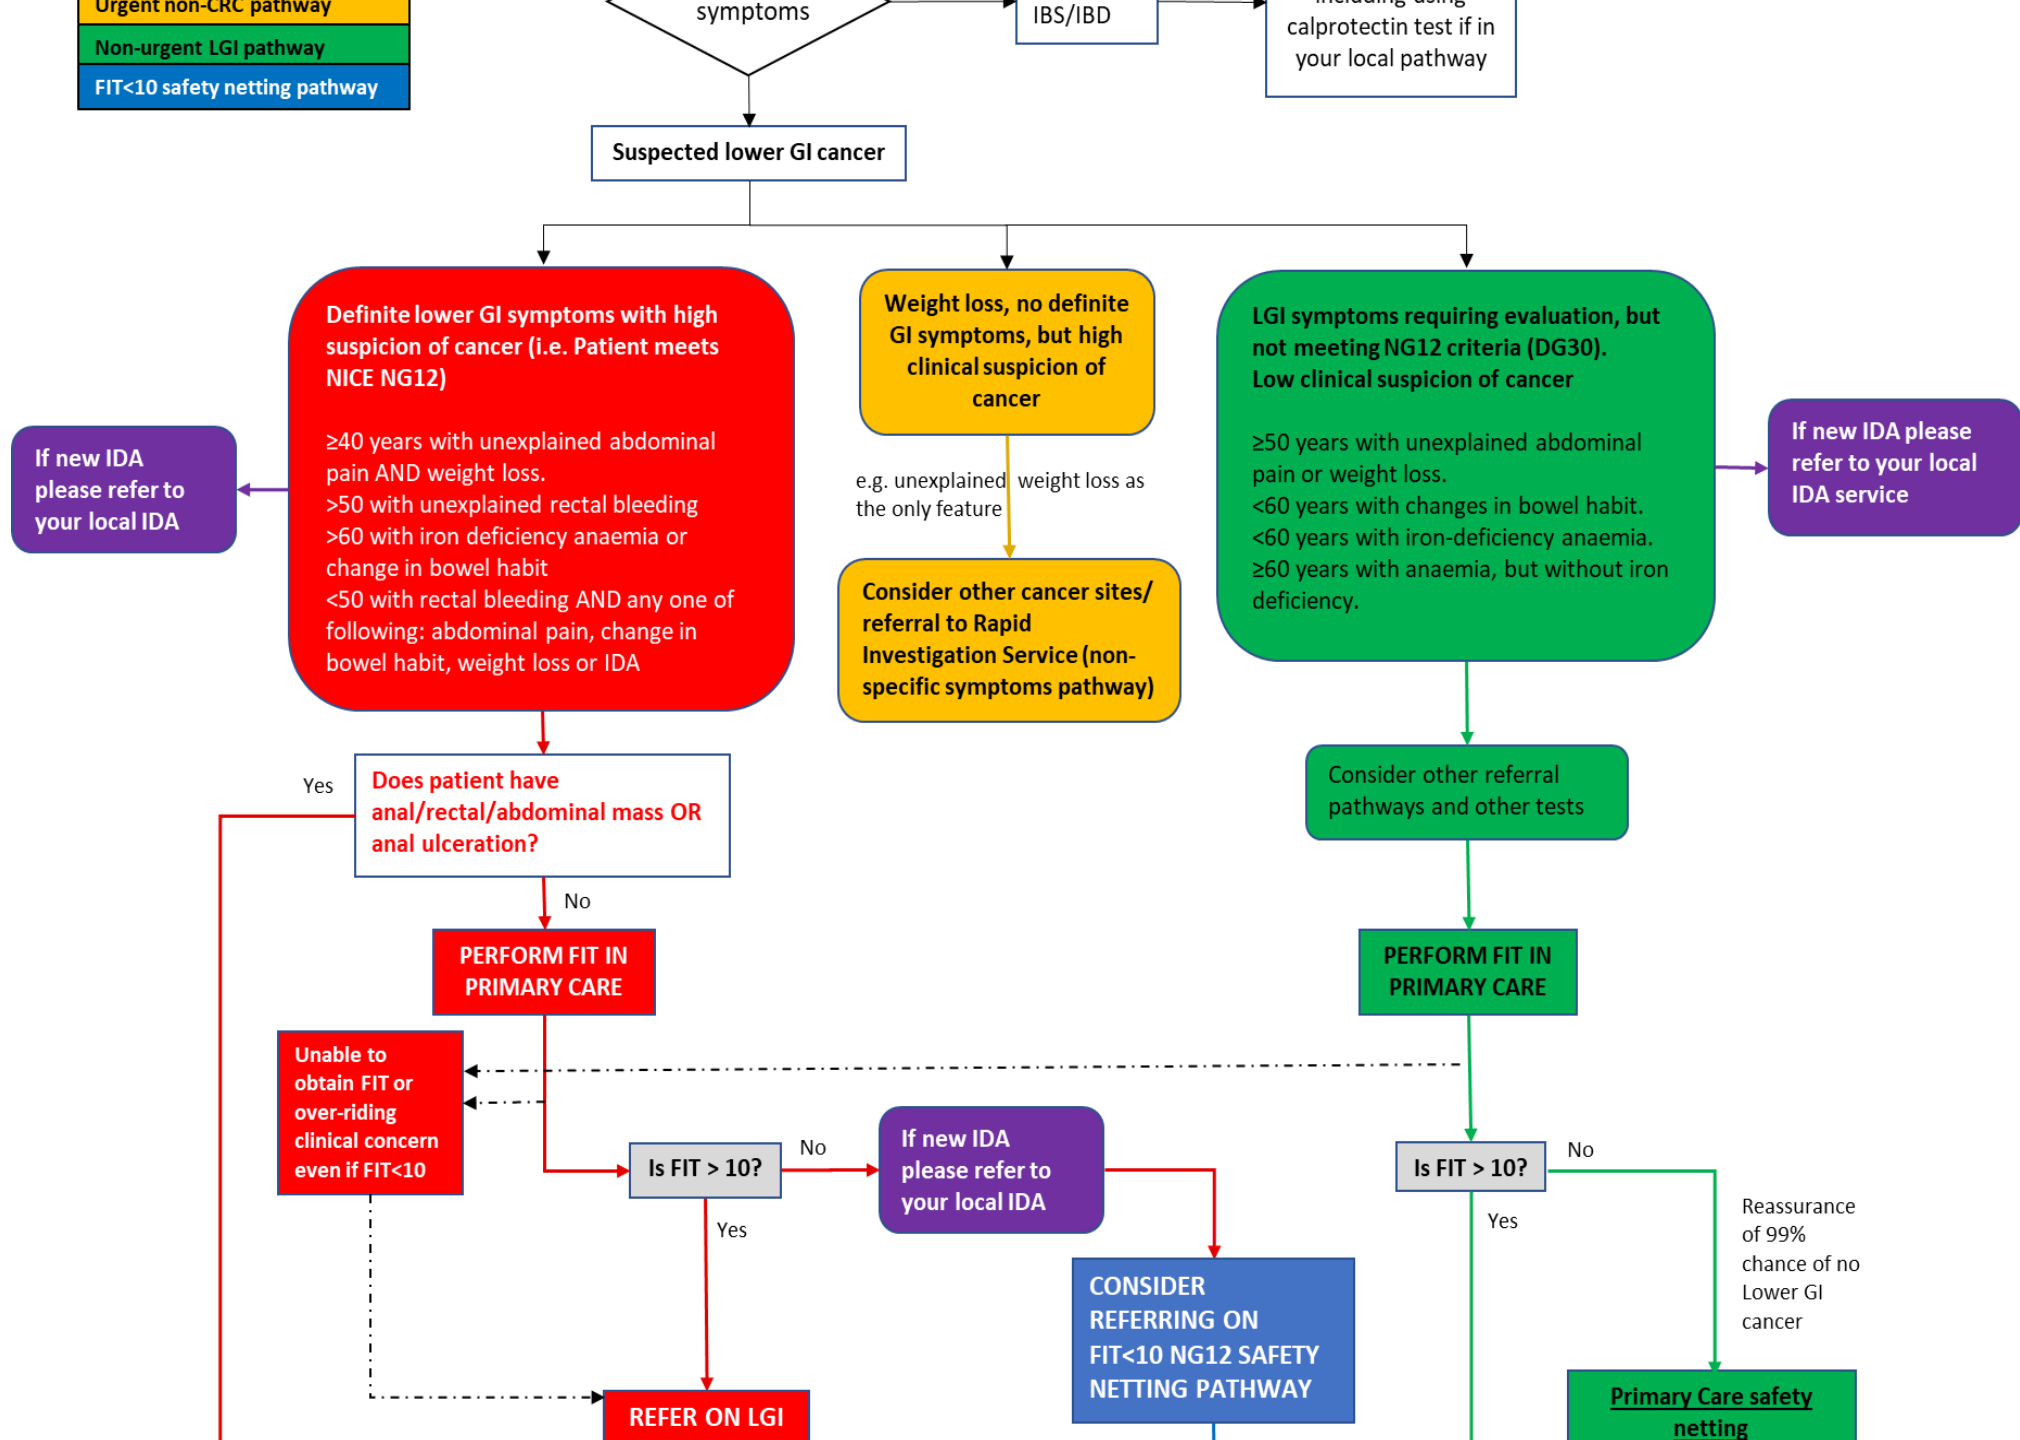 Urgent non-CRC pathway
Non-urgent LGI pathway
FIT<10 safety netting pathway
symptoms
IBS/IBD
including using
calprotectin test if in
your local pathway
Suspected lower GI cancer
Definite lower GI symptoms with high
suspicion of cancer (i.e. Patient meets
NICE NG12)
≥40 years with unexplained abdominal
pain AND weight loss.
>50 with unexplained rectal bleeding
>60 with iron deficiency anaemia or
change in bowel habit
<50 with rectal bleeding AND any one of
following: abdominal pain, change in
bowel habit, weight loss or IDA
If new IDA
please refer to
your local IDA
Weight loss, no definite
GI symptoms, but high
clinical suspicion of
cancer
e.g. unexplained weight loss as
the only feature
Consider other cancer sites/
referral to Rapid
Investigation Service (non-
specific symptoms pathway)
LGI symptoms requiring evaluation, but
not meeting NG12 criteria (DG30).
Low clinical suspicion of cancer
≥50 years with unexplained abdominal
pain or weight loss.
<60 years with changes in bowel habit.
<60 years with iron-deficiency anaemia.
≥60 years with anaemia, but without iron
deficiency.
If new IDA please
refer to your local
IDA service
Yes
Does patient have
anal/rectal/abdominal mass OR
anal ulceration?
No
Consider other referral
pathways and other tests
PERFORM FIT IN
PRIMARY CARE
PERFORM FIT IN
PRIMARY CARE
Unable to
obtain FIT or
over-riding
clinical concern
even if FIT<10
Is FIT > 10?
No
Yes
If new IDA
please refer to
your local IDA
Is FIT > 10?
No
Yes
Reassurance
of 99%
chance of no
Lower GI
cancer
CONSIDER
REFERRING ON
FIT<10 NG12 SAFETY
NETTING PATHWAY
REFER ON LGI
Primary Care safety
netting